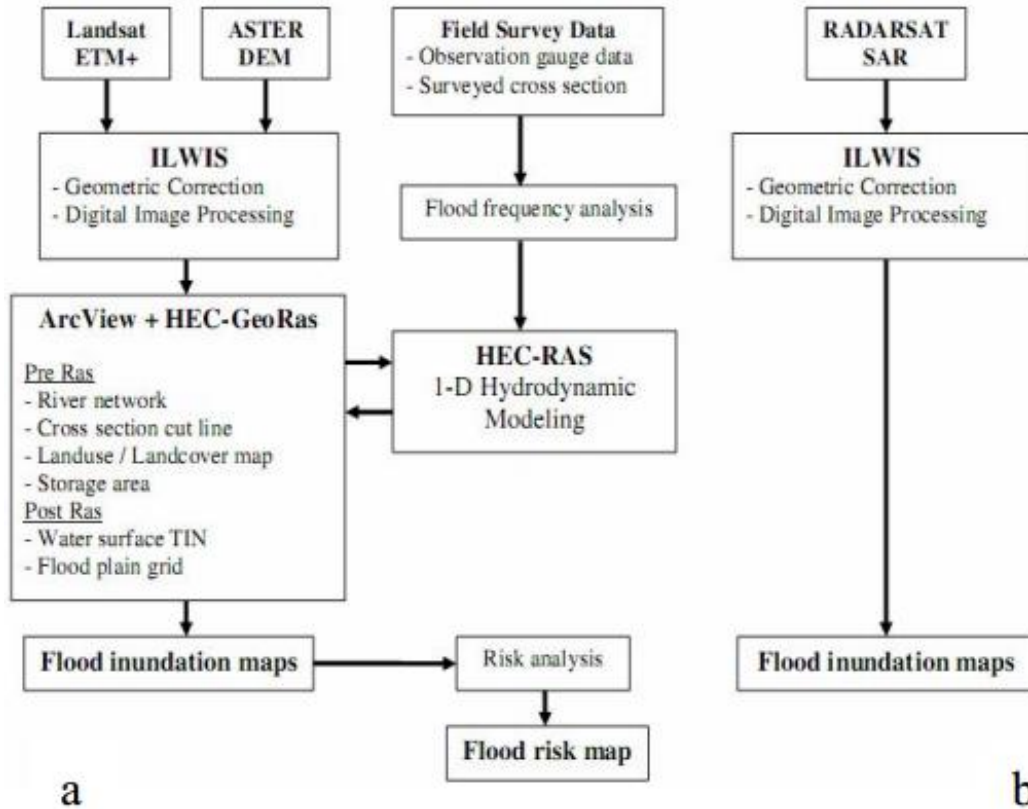 Landsat
ETM+
ASTER
DEM
Field Survey Data
- Observation gauge data
- Surveyed cross section
RADARSAT
SAR
ILWIS
- Geometric Correction
- Digital Image Processing
Flood frequency analysis
ILWIS
- Geometric Correction
- Digital Image Processing
ArcView + HEC-GeoRas
Pre Ras
- River network
- Cross section cut line
- Landuse / Landcover map
- Storage area
Post Ras
- Water surface TIN
- Flood plain grid
HEC-RAS
1-D Hydrodynamic
Modeling
Flood inundation maps
Risk analysis
Flood risk map
Flood inundation maps
a
b